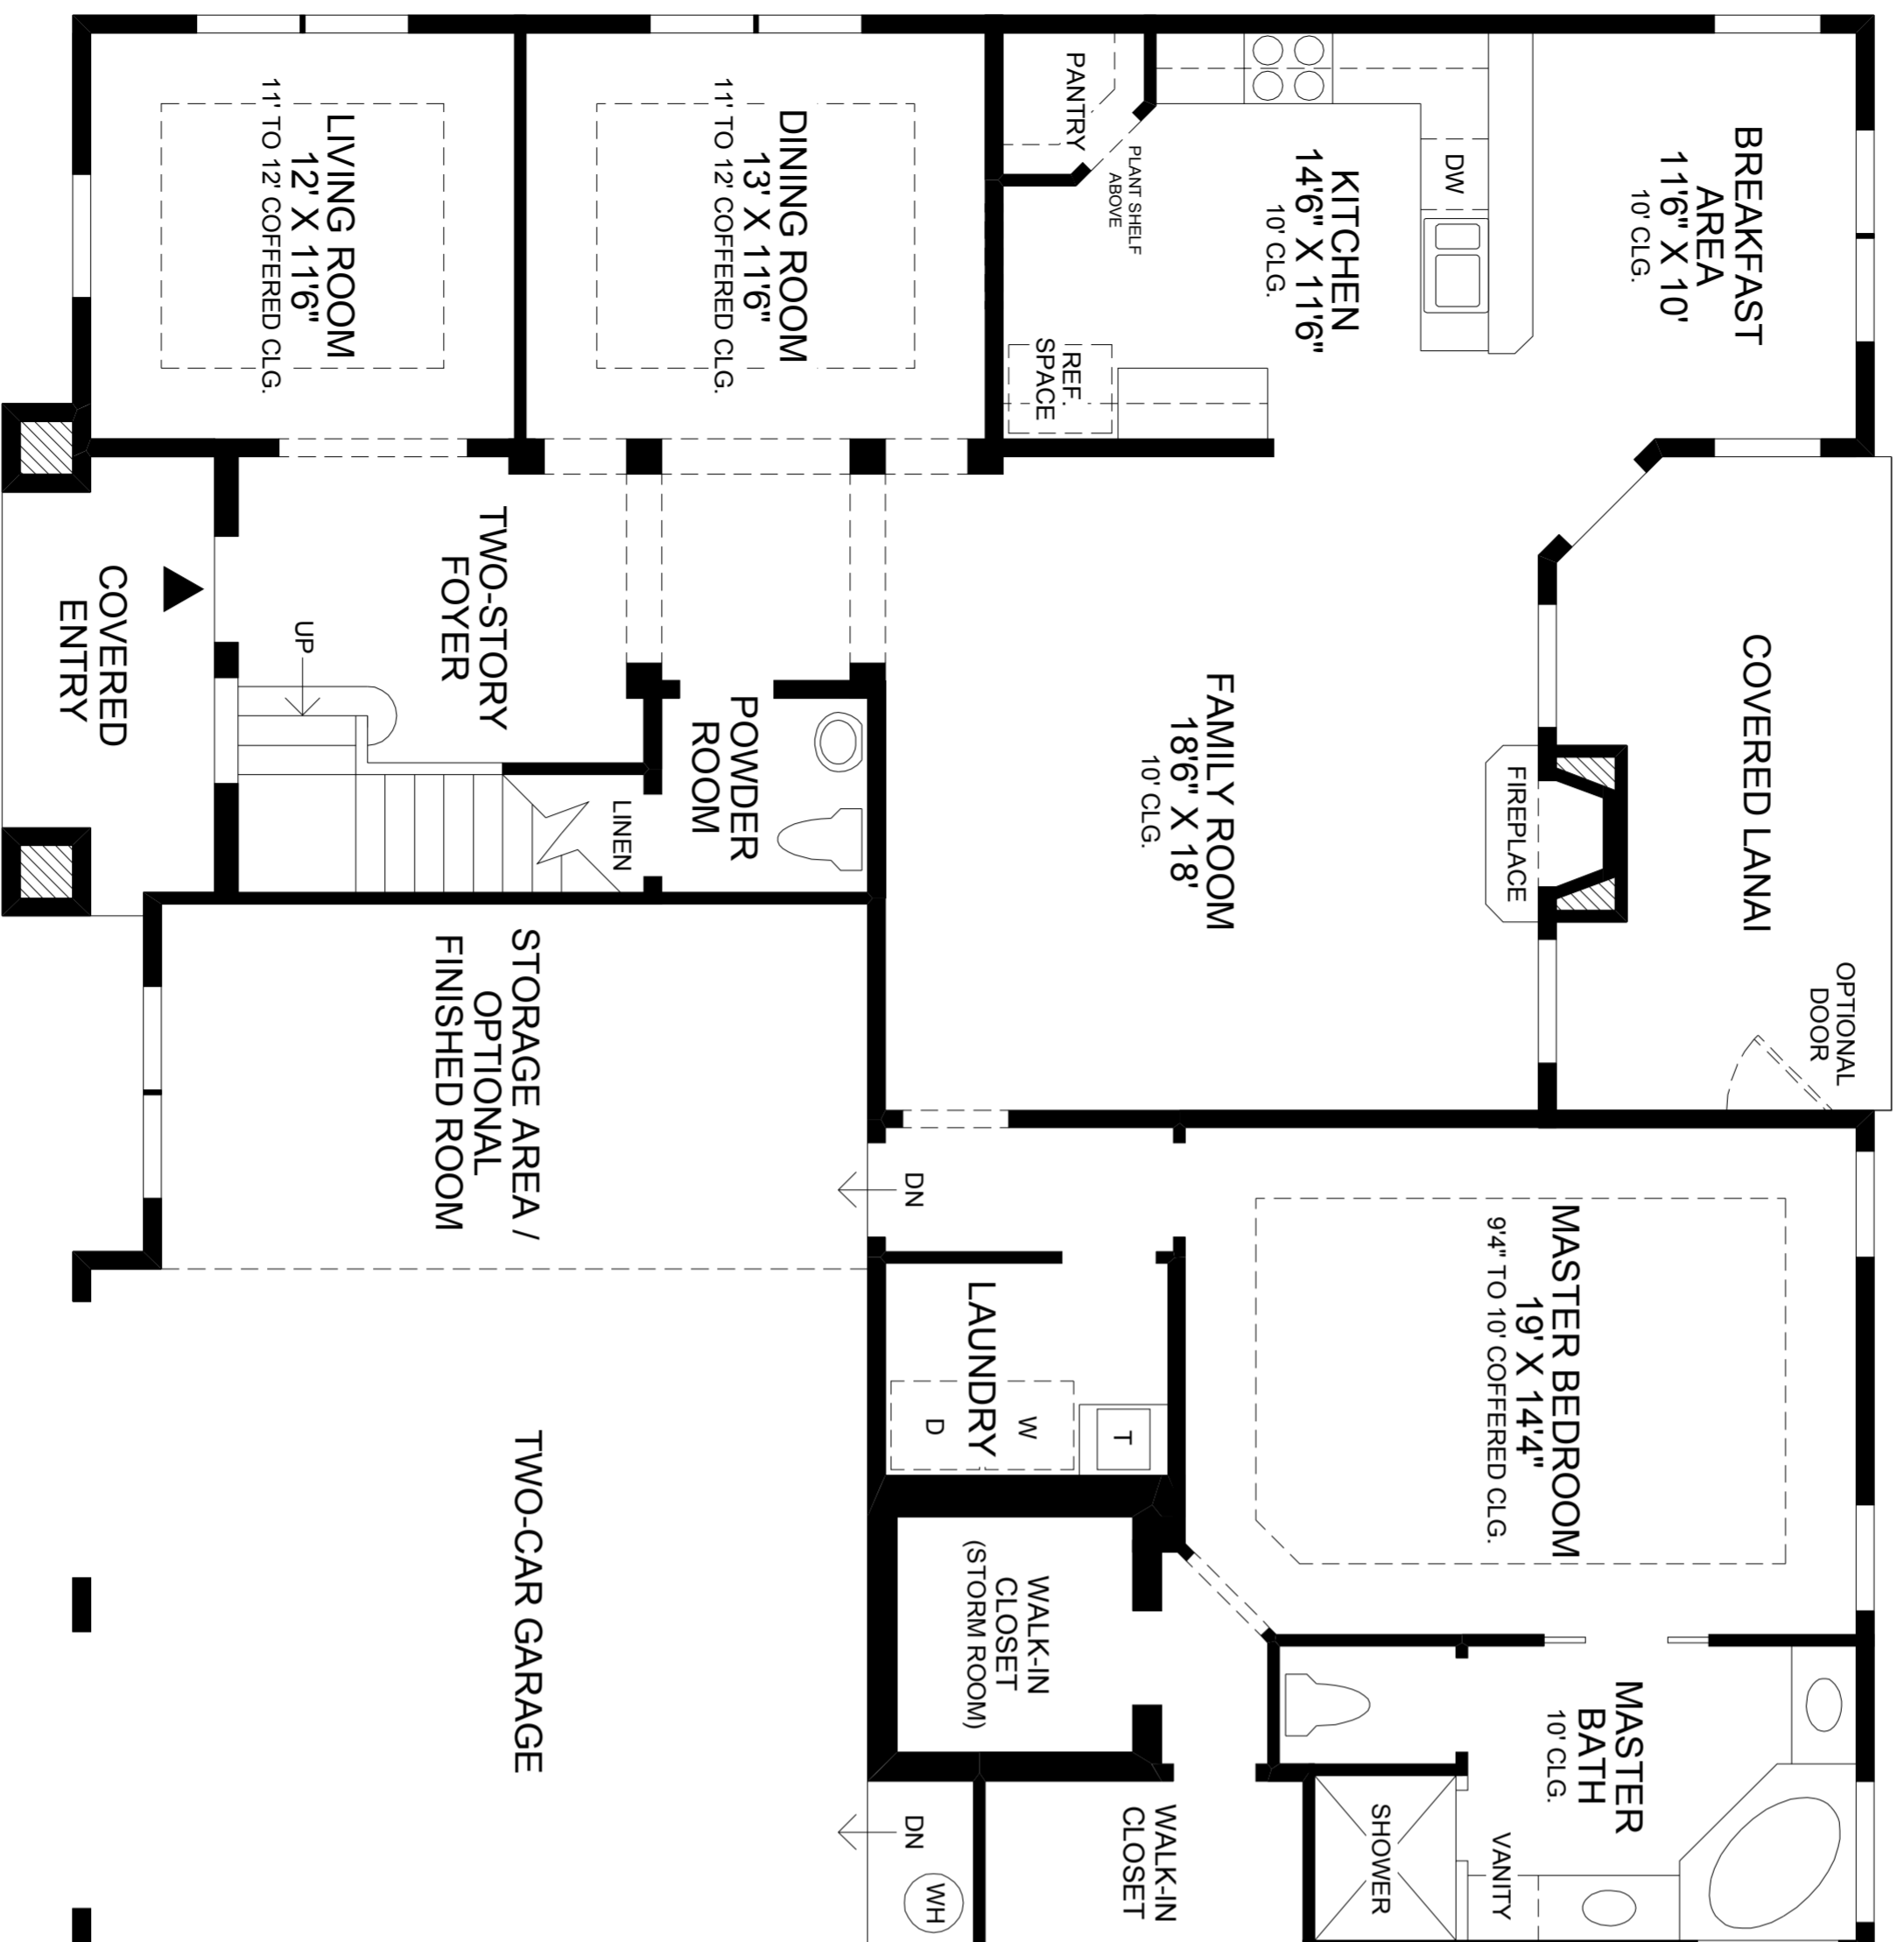 BREAKFAST
AREA
11'6" X 10'
10' CLG.
COVERED LANAI
OPTIONAL
DOOR
FIREPLACE
MASTER BEDROOM
19' X 14'4"
9'4" TO 10' COFFERED CLG.
MASTER
BATH
10' CLG.
VANITY
SHOWER
DW
KITCHEN
14'6" X 11'6"
10' CLG.
PLANT SHELF
ABOVE
PANTRY
REF.
SPACE
FAMILY ROOM
18'6" X 18'
10' CLG.
T
W
D
LAUNDRY
DN
WALK-IN
CLOSET
(STORM ROOM)
WALK-IN
CLOSET
DN
WH
DINING ROOM
13' X 11'6"
11' TO 12' COFFERED CLG.
POWDER
ROOM
LINEN
TWO-STORY
FOYER
UP
STORAGE AREA /
OPTIONAL
FINISHED ROOM
TWO-CAR GARAGE
LIVING ROOM
12' X 11'6"
11' TO 12' COFFERED CLG.
COVERED
ENTRY